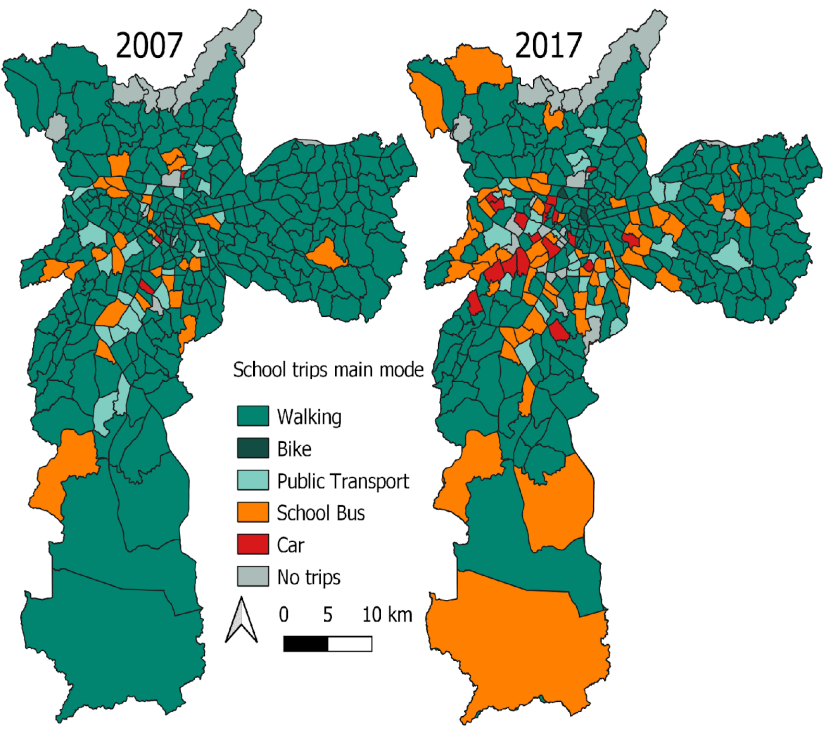 2007
2017
School trips main mode
Walking
Bike
Public Transport
School Bus
Car
No trips
0 5 10 km